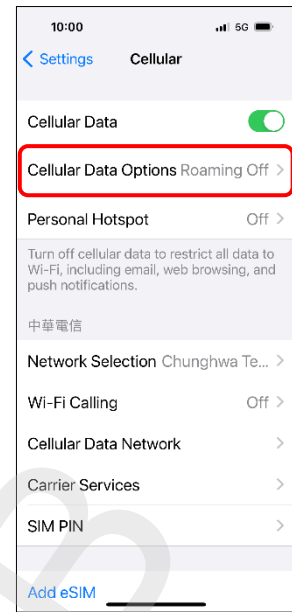 10:00 5G
Settings Cellular
Cellular Data
Cellular Data Options Roaming Off
Personal Hotspot Off
Turn off cellular data to restrict all data to
Wi-Fi, including email, web browsing, and
push notifications.
中華電信
Network Selection Chunghwa Te...
Wi-Fi Calling Off
Cellular Data Network
Carrier Services
SIM PIN
Add eSIM